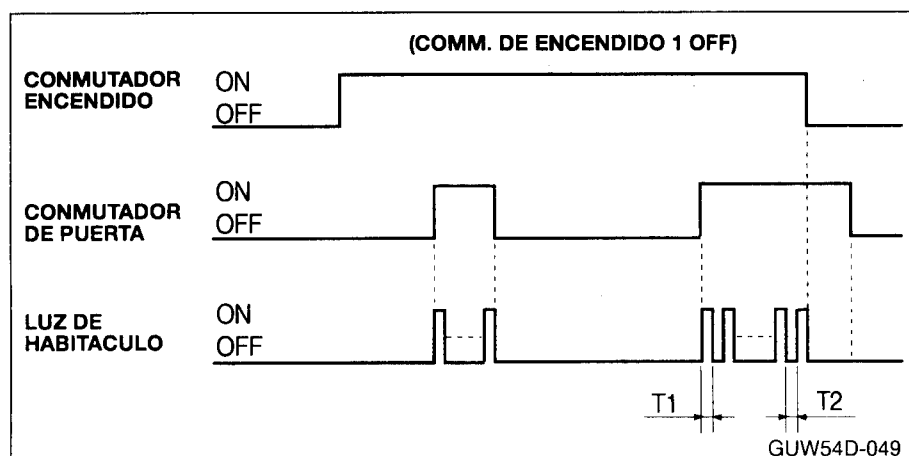 (COMM. DE ENCENDIDO 1 OFF)
CONMUTADOR
ENCENDIDO
ON
OFF
CONMUTADOR
DE PUERTA
ON
OFF
LUZ DE
HABITACULO
ON
OFF
T1
T2
GUW54D-049